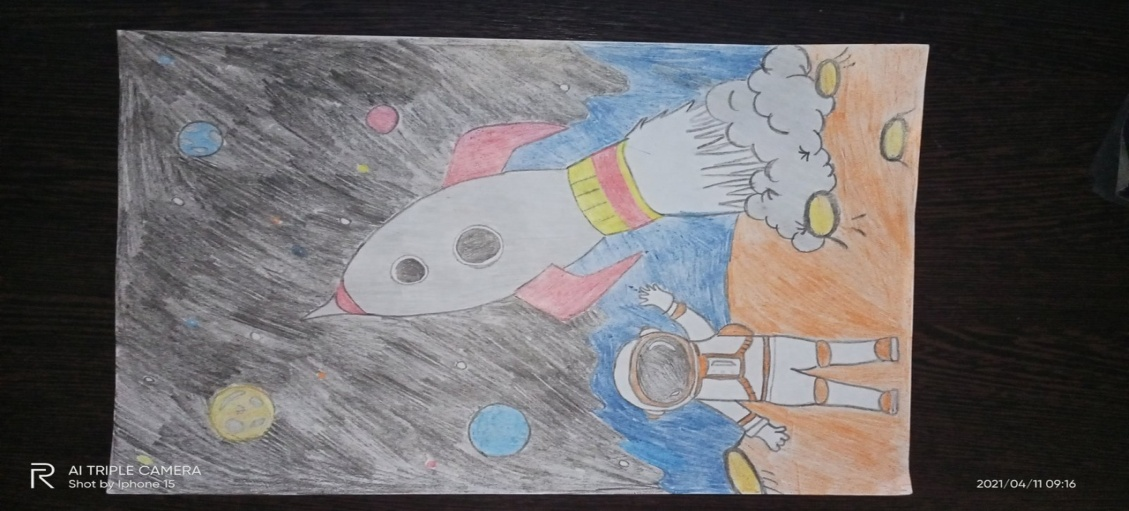 AI TRIPLE CAMERA
Shot by Iphone 15
2021/04/11 09:16